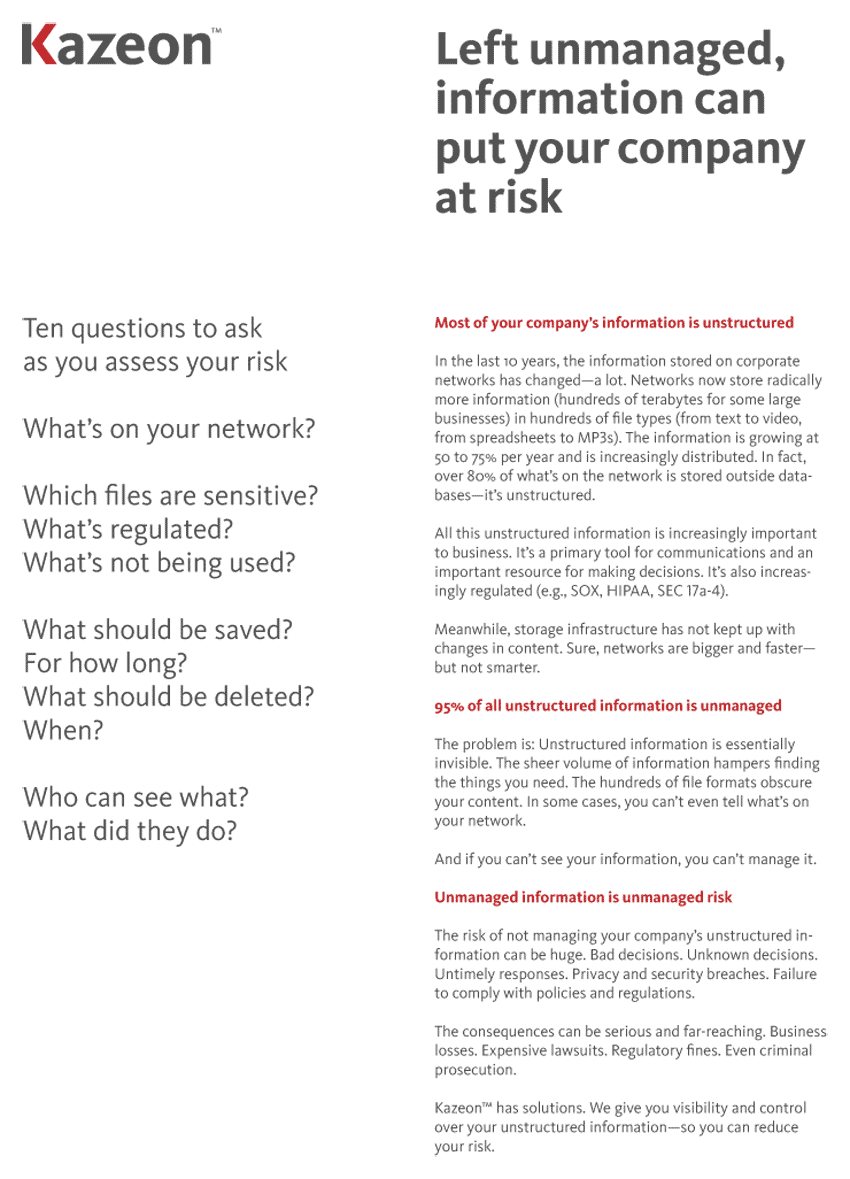 Kazeon™
Left unmanaged,
information can
put your company
at risk
Ten questions to ask
as you assess your risk
What's on your network?
Which files are sensitive?
What's regulated?
What's not being used?
What should be saved?
For how long?
What should be deleted?
When?
Who can see what?
What did they do?
Most of your company's information is unstructured
In the last 10 years, the information stored on corporate
networks has changed—a lot. Networks now store radically
more information (hundreds of terabytes for some large
businesses) in hundreds of file types (from text to video,
from spreadsheets to MP3s). The information is growing at
50 to 75% per year and is increasingly distributed. In fact,
over 80% of what's on the network is stored outside data-
bases—it's unstructured.
All this unstructured information is increasingly important
to business. It's a primary tool for communications and an
important resource for making decisions. It's also increas-
ingly regulated (e.g., SOX, HIPAA, SEC 17a-4).
Meanwhile, storage infrastructure has not kept up with
changes in content. Sure, networks are bigger and faster—
but not smarter.
95% of all unstructured information is unmanaged
The problem is: Unstructured information is essentially
invisible. The sheer volume of information hampers finding
the things you need. The hundreds of file formats obscure
your content. In some cases, you can't even tell what's on
your network.
And if you can't see your information, you can't manage it.
Unmanaged information is unmanaged risk
The risk of not managing your company's unstructured in-
formation can be huge. Bad decisions. Unknown decisions.
Untimely responses. Privacy and security breaches. Failure
to comply with policies and regulations.
The consequences can be serious and far-reaching. Business
losses. Expensive lawsuits. Regulatory fines. Even criminal
prosecution.
Kazeon™ has solutions. We give you visibility and control
over your unstructured information—so you can reduce
your risk.